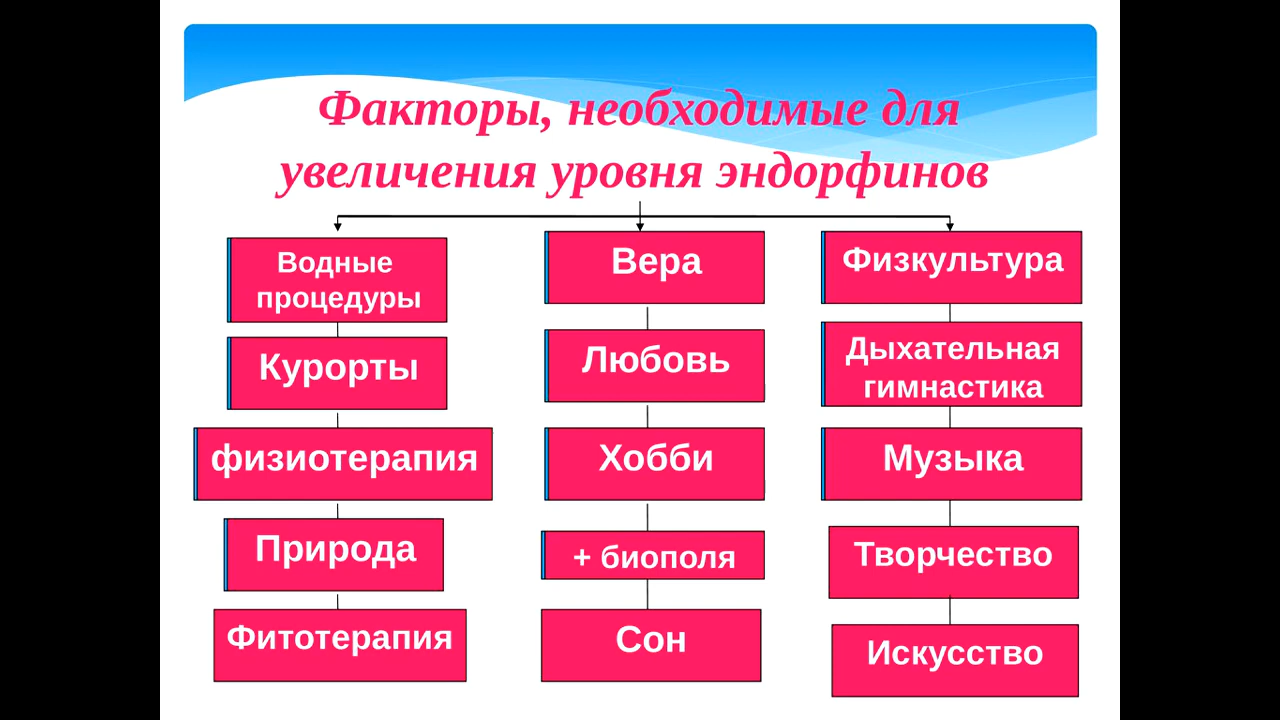 Факторы, необходимые для
увеличения уровня эндорфинов
Водные
процедуры
Курорты
физиотерапия
Природа
Фитотерапия
Вера
Любовь
Хобби
+ биополя
Сон
Физкультура
Дыхательная
гимнастика
Музыка
Творчество
Искусство